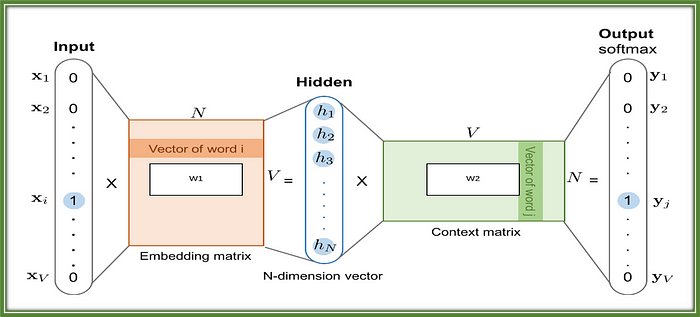 Input
x1
0
x2
0
xi
1
xV
0
X
N
Vector of word i
W1
V
=
Embedding matrix
Hidden
h1
h2
h3
hN
N-dimension vector
X
V
W2
Vector of word j
N
=
Context matrix
Output
softmax
0
y1
0
y2
1
yj
0
yV